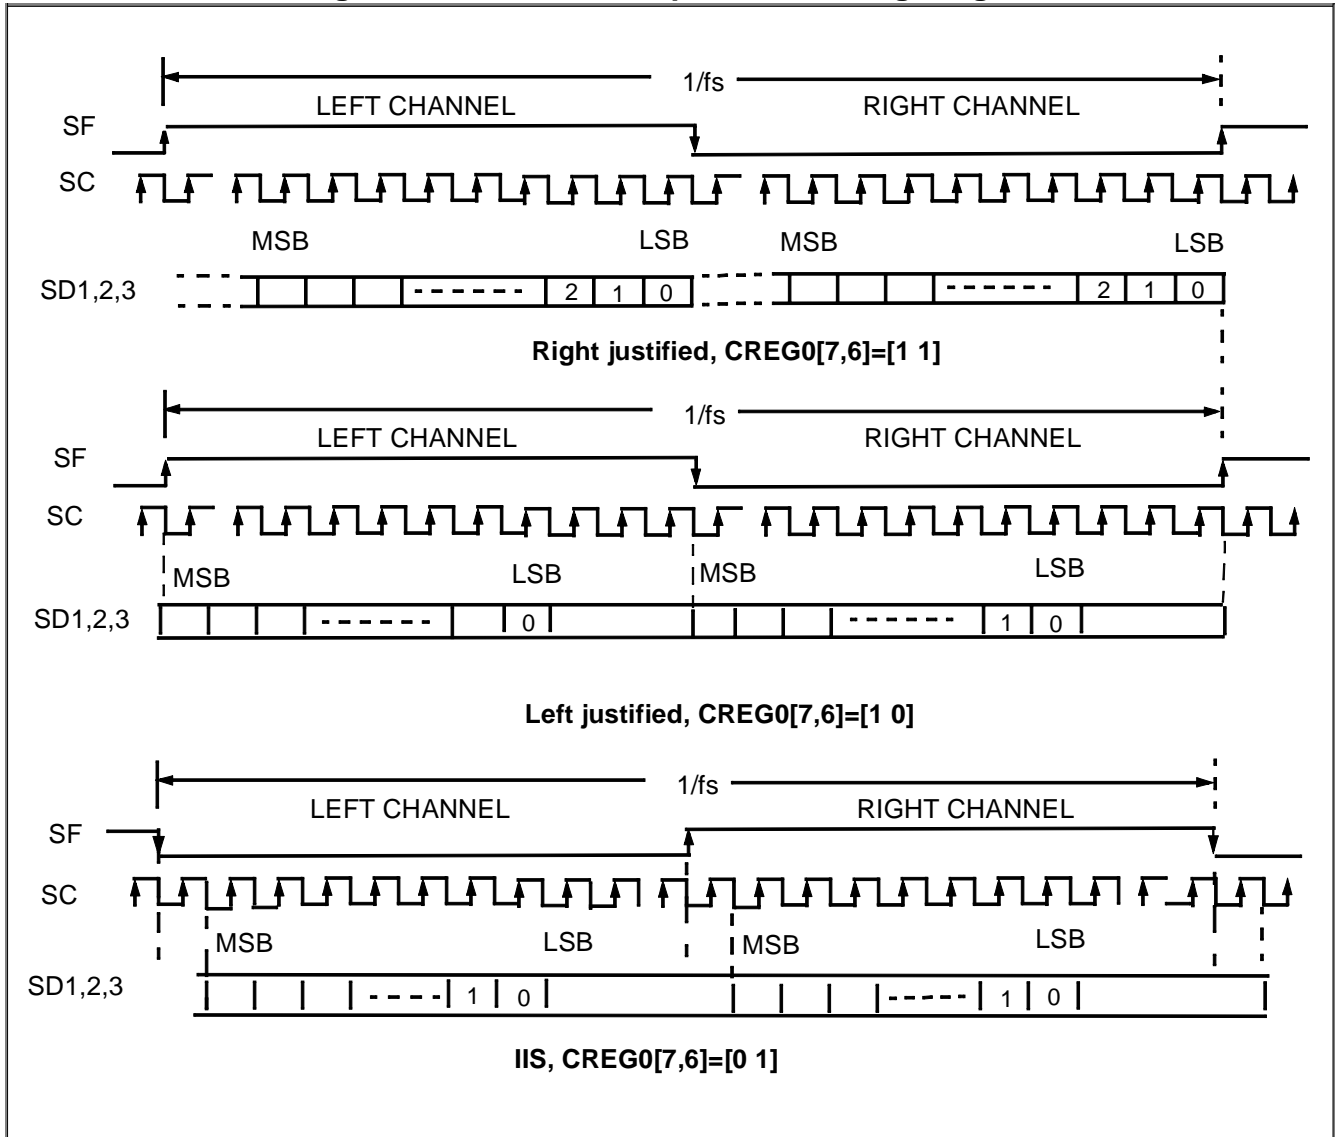 1/fs
LEFT CHANNEL RIGHT CHANNEL
SF
SC
MSB LSB MSB LSB
SD1,2,3 2 1 0 2 1 0
Right justified, CREG0[7,6]=[1 1]
1/fs
LEFT CHANNEL RIGHT CHANNEL
SF
SC
MSB LSB MSB LSB
SD1,2,3 0 1 0
Left justified, CREG0[7,6]=[1 0]
1/fs
LEFT CHANNEL RIGHT CHANNEL
SF
SC
MSB LSB MSB LSB
SD1,2,3 1 0 1 0
IIS, CREG0[7,6]=[0 1]